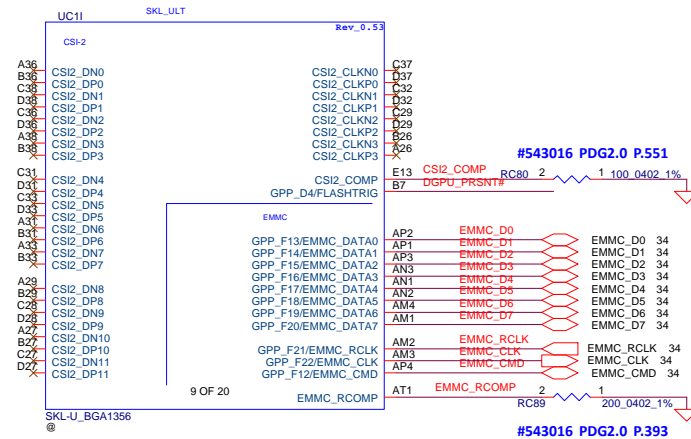 UC1I SKL_ULT
Rev_0.53
CSI-2
A36 CSI2_DN0 CSI2_CLKN0 C37
B36 CSI2_DP0 CSI2_CLKP0 D37
C38 CSI2_DN1 CSI2_CLKN1 C32
D38 CSI2_DP1 CSI2_CLKP1 D32
C36 CSI2_DN2 CSI2_CLKN2 C29
D36 CSI2_DP2 CSI2_CLKP2 D29
A38 CSI2_DN3 CSI2_CLKN3 B26
B38 CSI2_DP3 CSI2_CLKP3 A26
#543016 PDG2.0 P.551
C31 CSI2_DN4 CSI2_COMP E13 CSI2_COMP RC80 2 1 100_0402_1%
D31 CSI2_DP4 GPP_D4/FLASHTRIG B7 DGPU_PRSNT#
C33 CSI2_DN5
D33 CSI2_DP5
A31 CSI2_DN6 EMMC
B31 CSI2_DP6 GPP_F13/EMMC_DATA0 AP2 EMMC_D0 EMMC_D0 34
A33 CSI2_DN7 GPP_F14/EMMC_DATA1 AP1 EMMC_D1 EMMC_D1 34
B33 CSI2_DP7 GPP_F15/EMMC_DATA2 AP3 EMMC_D2 EMMC_D2 34
GPP_F16/EMMC_DATA3 AN3 EMMC_D3 EMMC_D3 34
A29 CSI2_DN8 GPP_F17/EMMC_DATA4 AN1 EMMC_D4 EMMC_D4 34
B29 CSI2_DP8 GPP_F18/EMMC_DATA5 AN2 EMMC_D5 EMMC_D5 34
C28 CSI2_DN9 GPP_F19/EMMC_DATA6 AM4 EMMC_D6 EMMC_D6 34
D28 CSI2_DP9 GPP_F20/EMMC_DATA7 AM1 EMMC_D7 EMMC_D7 34
A27 CSI2_DN10
B27 CSI2_DP10 GPP_F21/EMMC_RCLK AM2 EMMC_RCLK EMMC_RCLK 34
C27 CSI2_DN11 GPP_F22/EMMC_CLK AM3 EMMC_CLK EMMC_CLK 34
D27 CSI2_DP11 GPP_F12/EMMC_CMD AP4 EMMC_CMD EMMC_CMD 34
9 OF 20
EMMC_RCOMP AT1 EMMC_RCOMP 2 1
RC89 200_0402_1%
SKL-U_BGA1356
@
#543016 PDG2.0 P.393